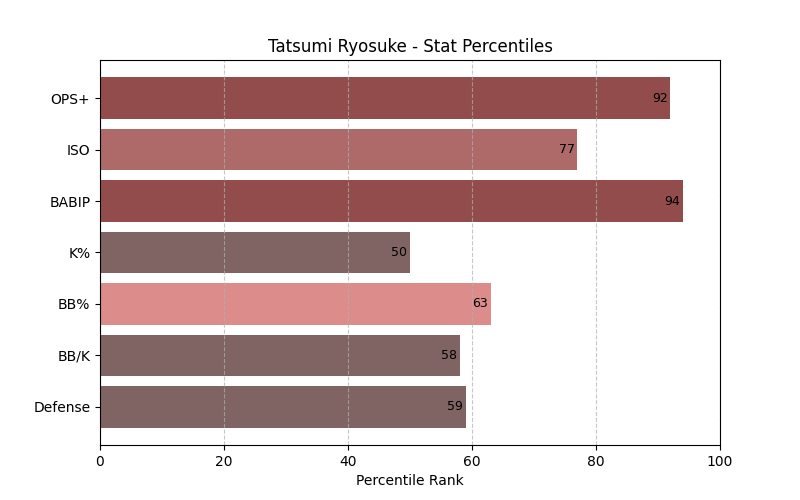 Tatsumi Ryosuke - Stat Percentiles
OPS+ 92
ISO 77
BABIP 94
K% 50
BB% 63
BB/K 58
Defense 59
0 20 40 60 80 100
Percentile Rank